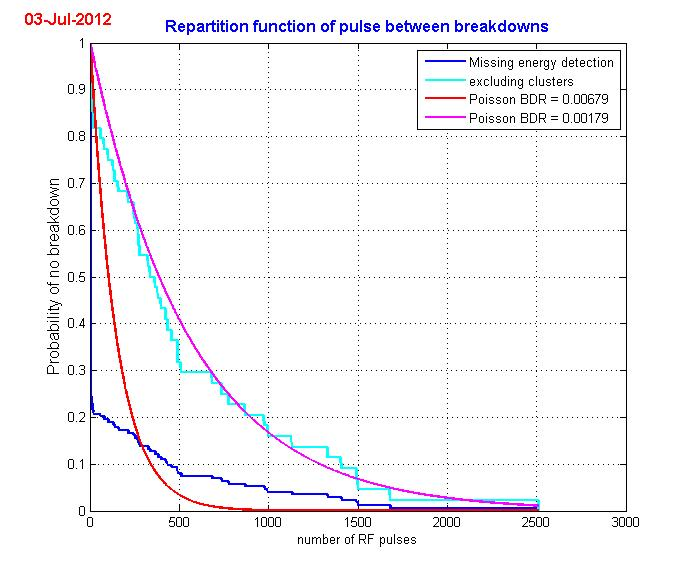 03-Jul-2012
Repartition function of pulse between breakdowns
Missing energy detection
excluding clusters
Poisson BDR = 0.00679
Poisson BDR = 0.00179
Probability of no breakdown
1
0.9
0.8
0.7
0.6
0.5
0.4
0.3
0.2
0.1
0
0 500 1000 1500 2000 2500 3000
number of RF pulses